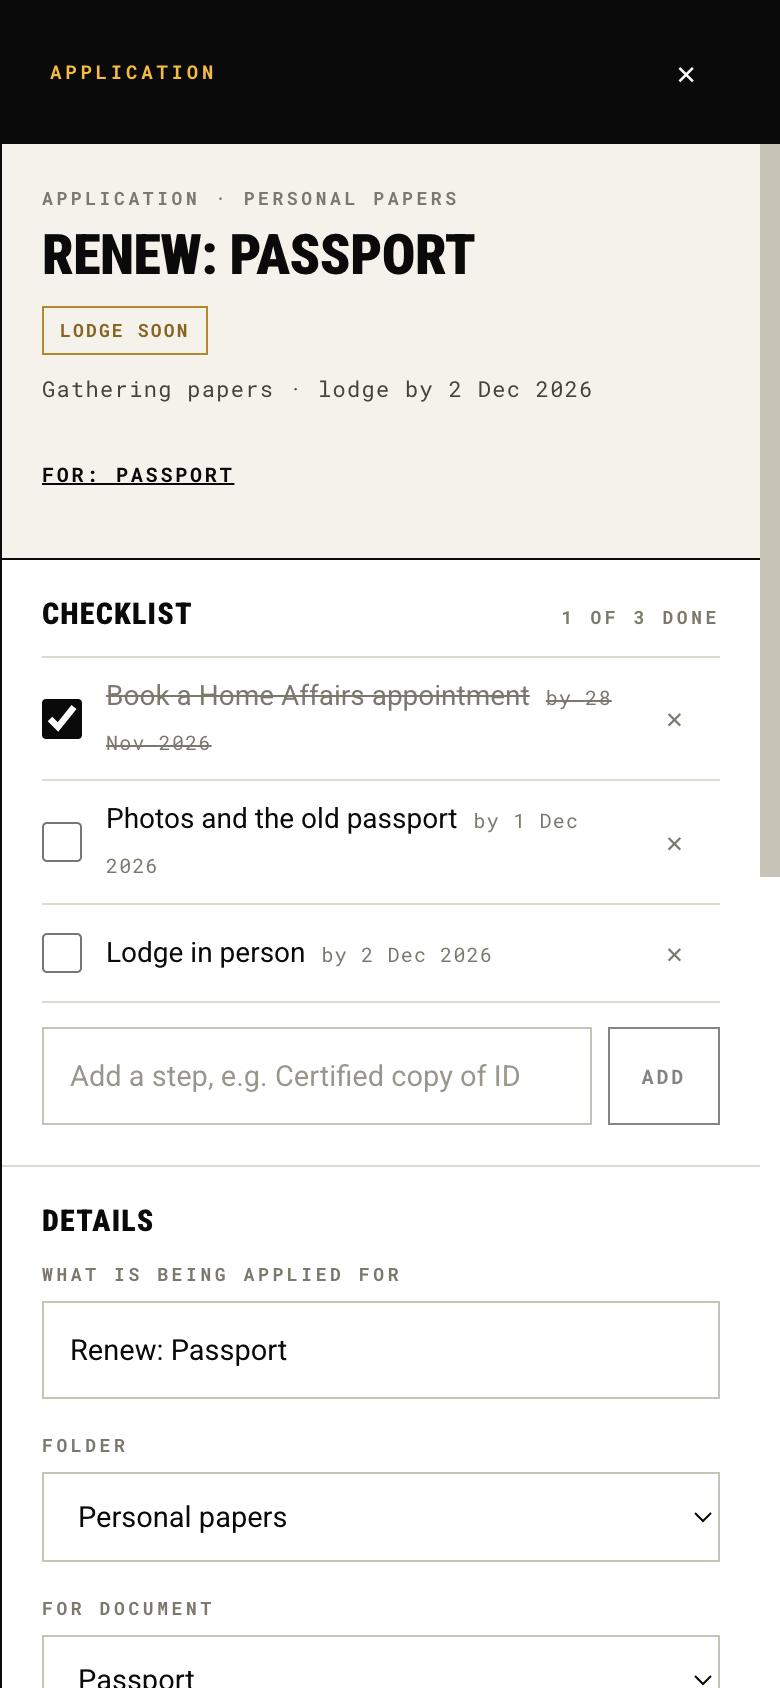 APPLICATION
×
APPLICATION · PERSONAL PAPERS
RENEW: PASSPORT
LODGE SOON
Gathering papers · lodge by 2 Dec 2026
FOR: PASSPORT
CHECKLIST
1 OF 3 DONE
Book a Home Affairs appointment by 28
Nov 2026
×
Photos and the old passport by 1 Dec
2026
×
Lodge in person by 2 Dec 2026
×
Add a step, e.g. Certified copy of ID
ADD
DETAILS
WHAT IS BEING APPLIED FOR
Renew: Passport
FOLDER
Personal papers
FOR DOCUMENT
Passport